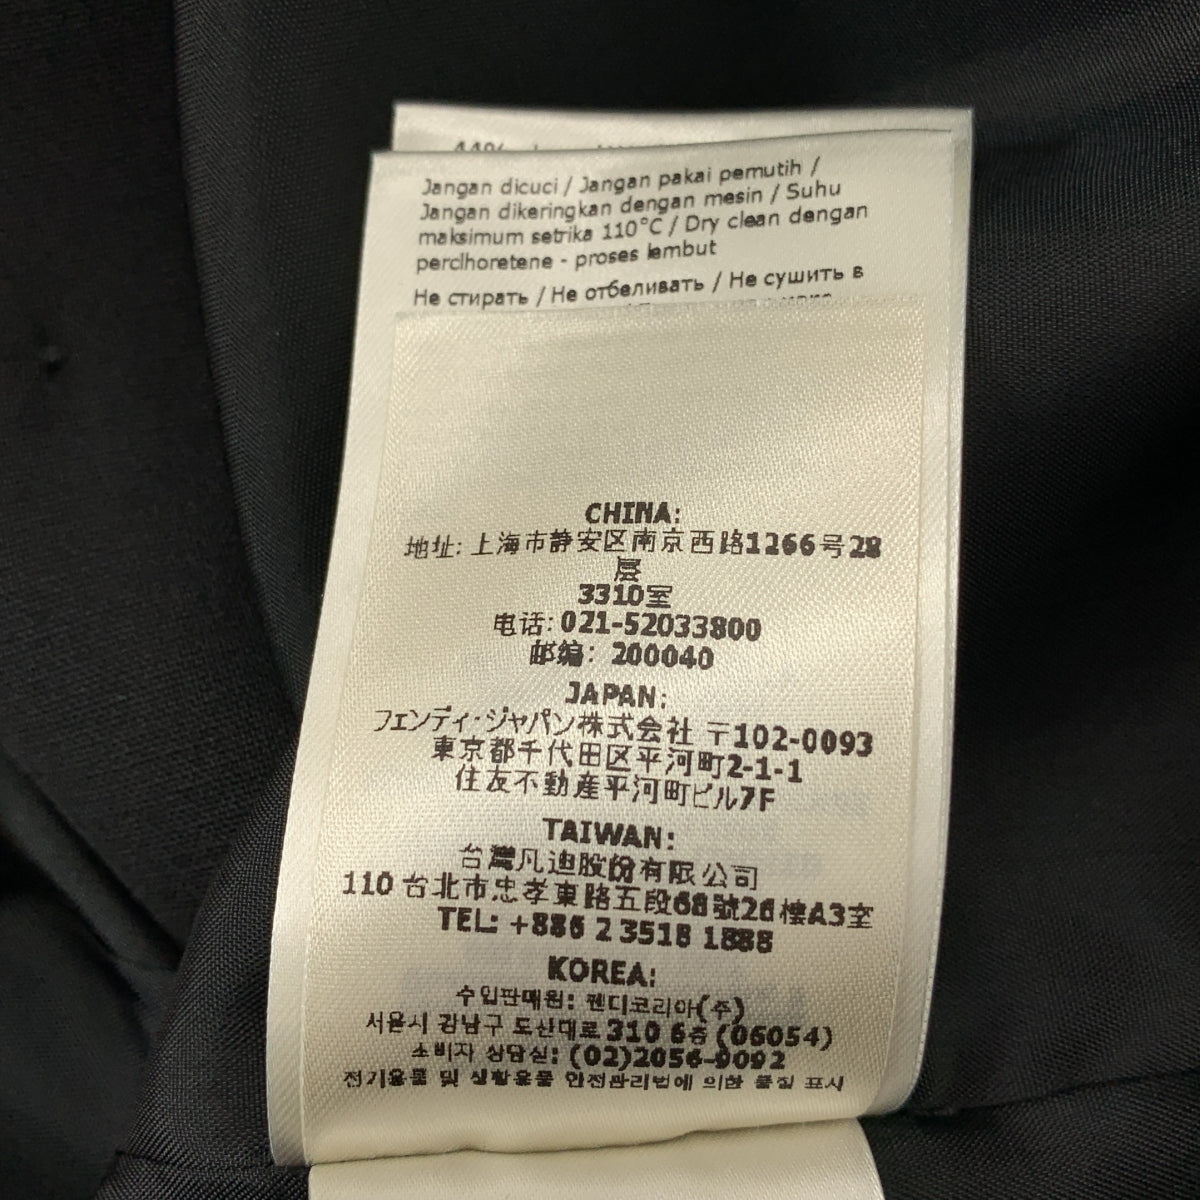 Jangan dicuci / Jangan pakai pemutih /
Jangan dikeringkan dengan mesin / Suhu
maksimum setrika 110°C / Dry clean dengan
perclhoretene - proses lembut
Не стирать / Не отбеливать / Не сушить в
CHINA:
地址: 上海市静安区南京西路1266号28
层
3310室
电话: 021-52033800
邮编: 200040
JAPAN:
フェンディ・ジャパン株式会社 〒102-0093
東京都千代田区平河町2-1-1
住友不動産平河町ビル7F
TAIWAN:
台灣凡迪股份有限公司
110 台北市忠孝東路五段68號26樓A3室
TEL: +886 2 3518 1888
KOREA:
수입판매원: 펜디코리아(주)
서울시 강남구 도산대로 310 6층 (06054)
소비자 상담실: (02)2056-9092
전기용품 및 생활용품 안전관리법에 의한 품질 표시